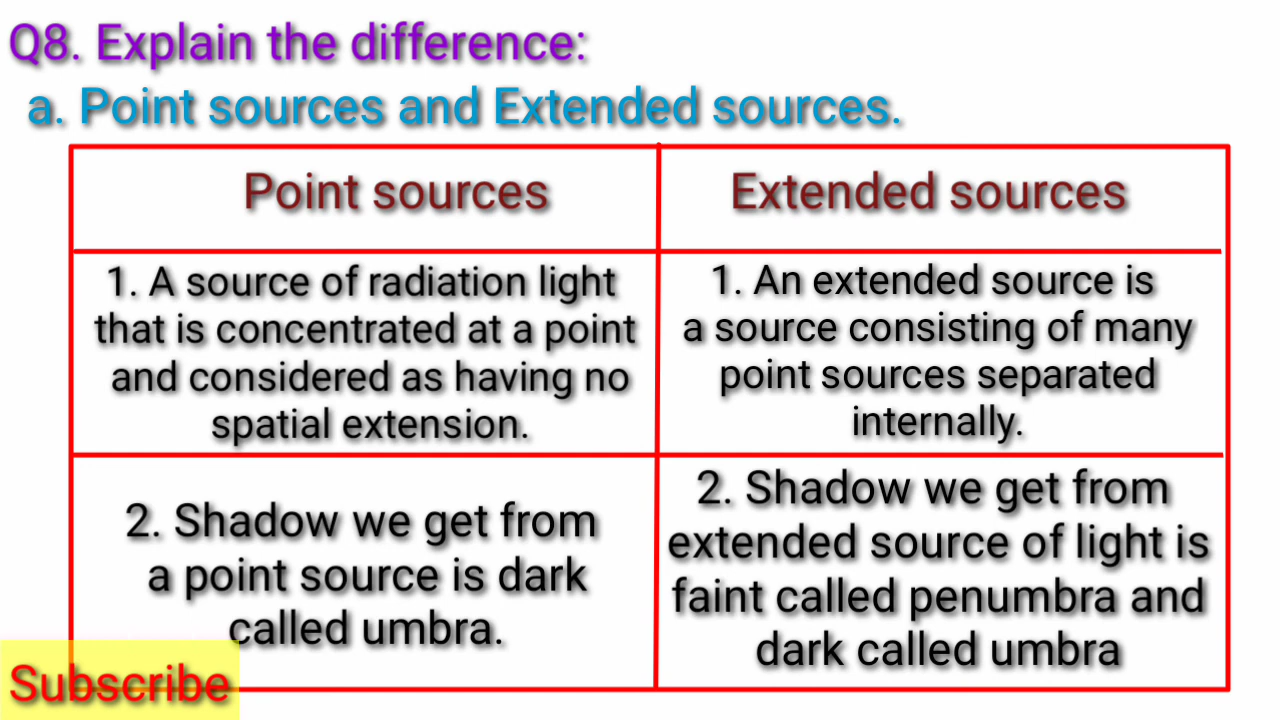 Q8. Explain the difference:
a. Point sources and Extended sources.
Point sources
Extended sources
1. A source of radiation light
that is concentrated at a point
and considered as having no
spatial extension.
1. An extended source is
a source consisting of many
point sources separated
internally.
2. Shadow we get from
a point source is dark
called umbra.
2. Shadow we get from
extended source of light is
faint called penumbra and
dark called umbra
Subscribe